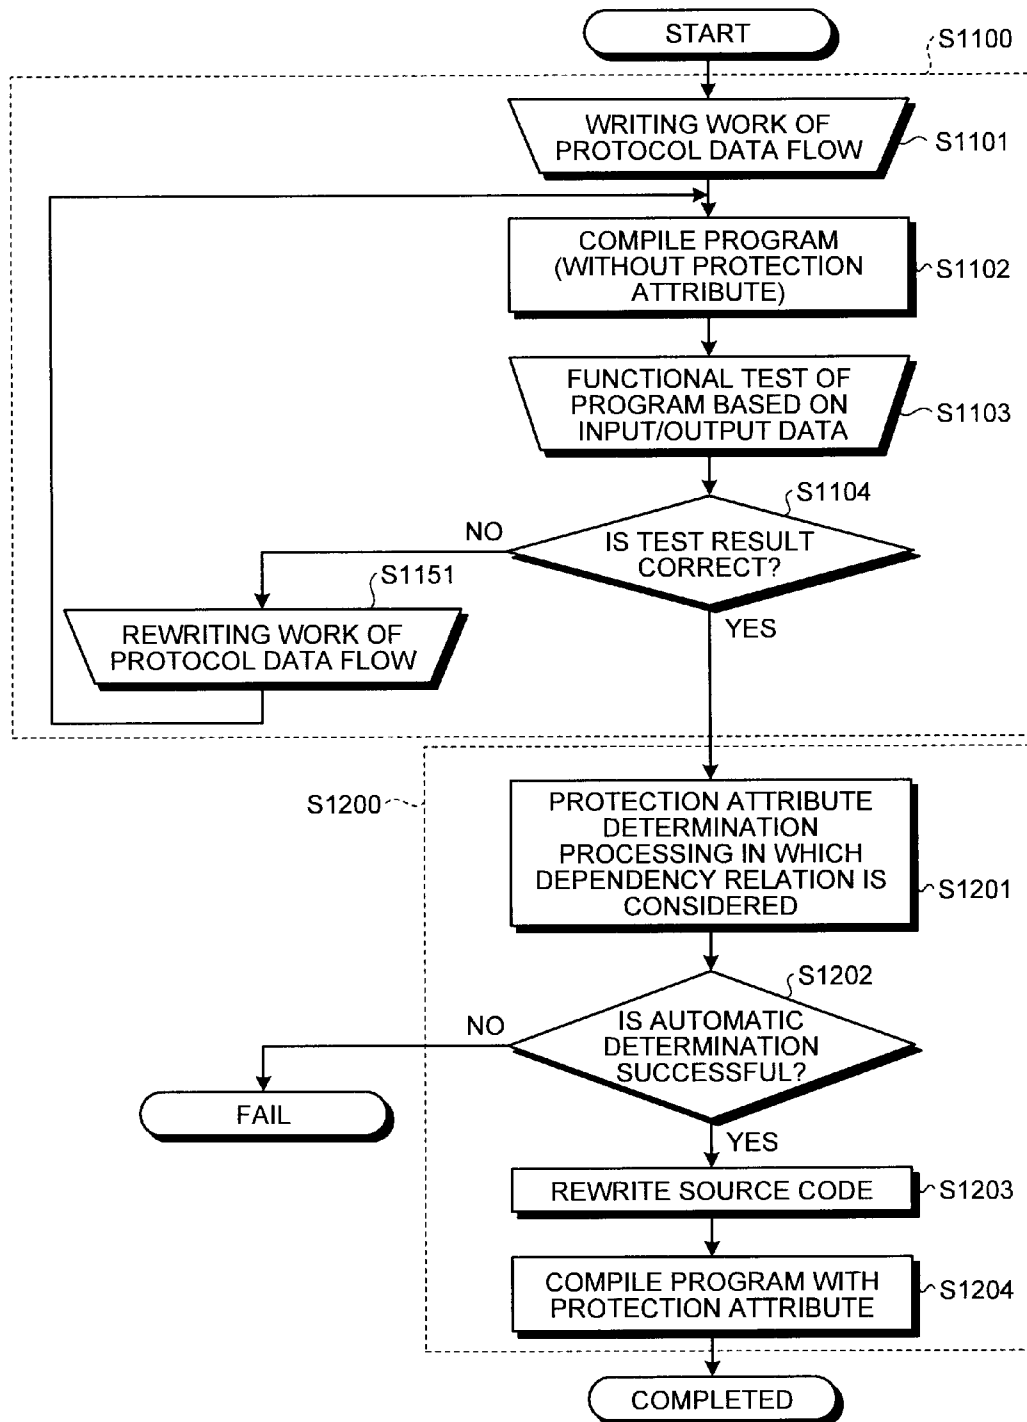 START
S1100
WRITING WORK OF
PROTOCOL DATA FLOW
S1101
COMPILE PROGRAM
(WITHOUT PROTECTION
ATTRIBUTE)
S1102
FUNCTIONAL TEST OF
PROGRAM BASED ON
INPUT/OUTPUT DATA
S1103
S1104
NO
IS TEST RESULT
CORRECT?
YES
S1151
REWRITING WORK OF
PROTOCOL DATA FLOW
S1200
PROTECTION ATTRIBUTE
DETERMINATION
PROCESSING IN WHICH
DEPENDENCY RELATION IS
CONSIDERED
S1201
S1202
NO
IS AUTOMATIC
DETERMINATION
SUCCESSFUL?
FAIL
YES
REWRITE SOURCE CODE
S1203
COMPILE PROGRAM WITH
PROTECTION ATTRIBUTE
S1204
COMPLETED